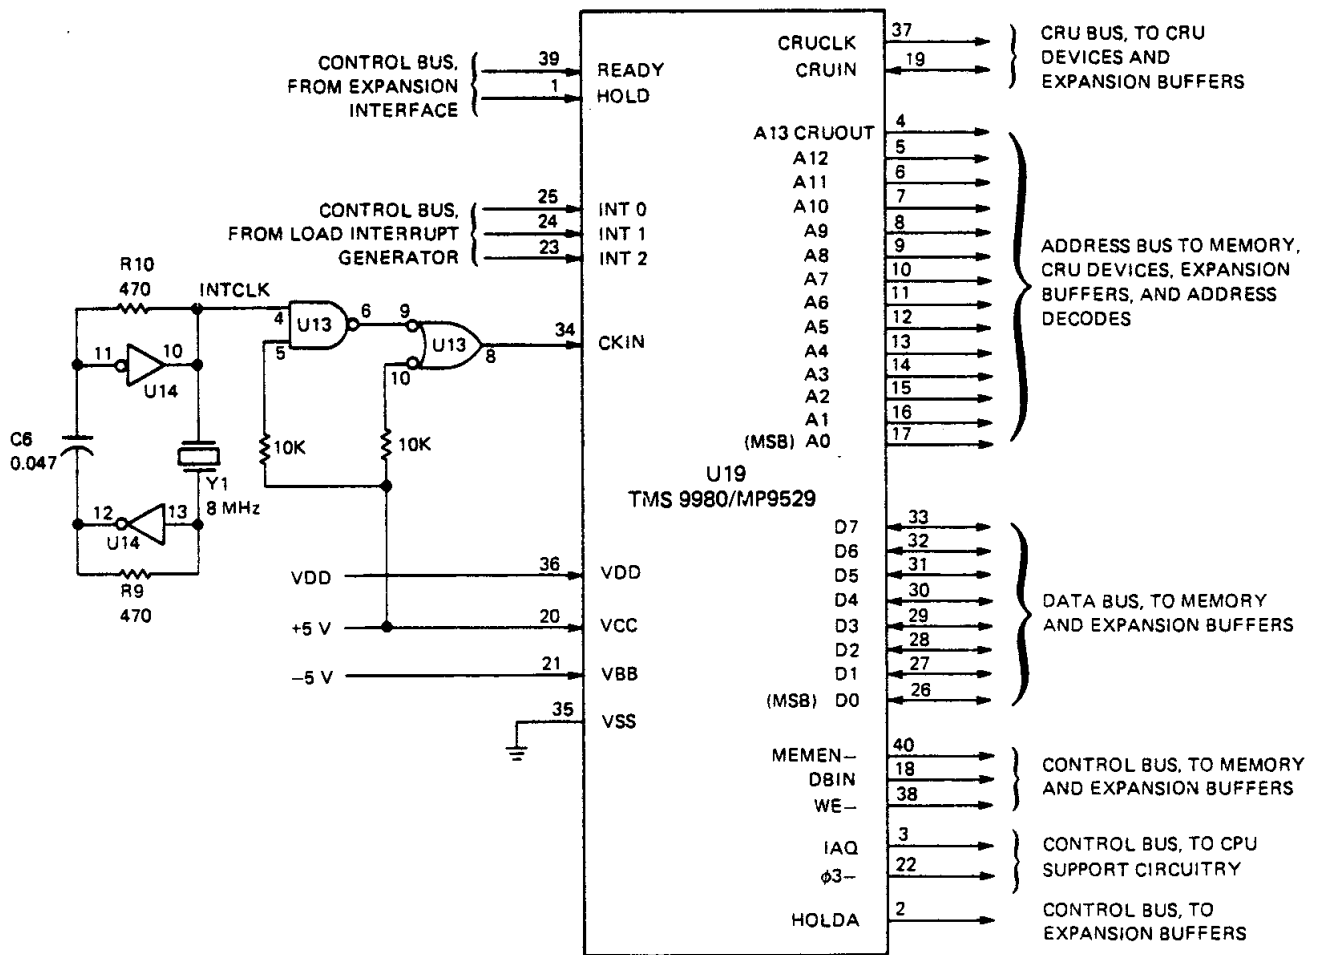 CONTROL BUS,
FROM EXPANSION
INTERFACE
39
READY
1
HOLD
CONTROL BUS,
FROM LOAD INTERRUPT
GENERATOR
25
INT 0
24
INT 1
23
INT 2
R10
470
INTCLK
4
U13
6
5
9
U13
8
10
34
CKIN
11
10
U14
C6
0.047
10K
10K
Y1
8 MHz
12
13
U14
R9
470
VDD
36
VDD
+5 V
20
VCC
−5 V
21
VBB
35
VSS
U19
TMS 9980/MP9529
CRUCLK
37
CRUIN
19
CRU BUS, TO CRU
DEVICES AND
EXPANSION BUFFERS
A13 CRUOUT
4
A12
5
A11
6
A10
7
A9
8
A8
9
A7
10
A6
11
A5
12
A4
13
A3
14
A2
15
A1
16
(MSB) A0
17
ADDRESS BUS TO MEMORY,
CRU DEVICES, EXPANSION
BUFFERS, AND ADDRESS
DECODES
D7
33
D6
32
D5
31
D4
30
D3
29
D2
28
D1
27
(MSB) D0
26
DATA BUS, TO MEMORY
AND EXPANSION BUFFERS
MEMEN−
40
DBIN
18
WE−
38
CONTROL BUS, TO MEMORY
AND EXPANSION BUFFERS
IAQ
3
ϕ3−
22
CONTROL BUS, TO CPU
SUPPORT CIRCUITRY
HOLDA
2
CONTROL BUS, TO
EXPANSION BUFFERS